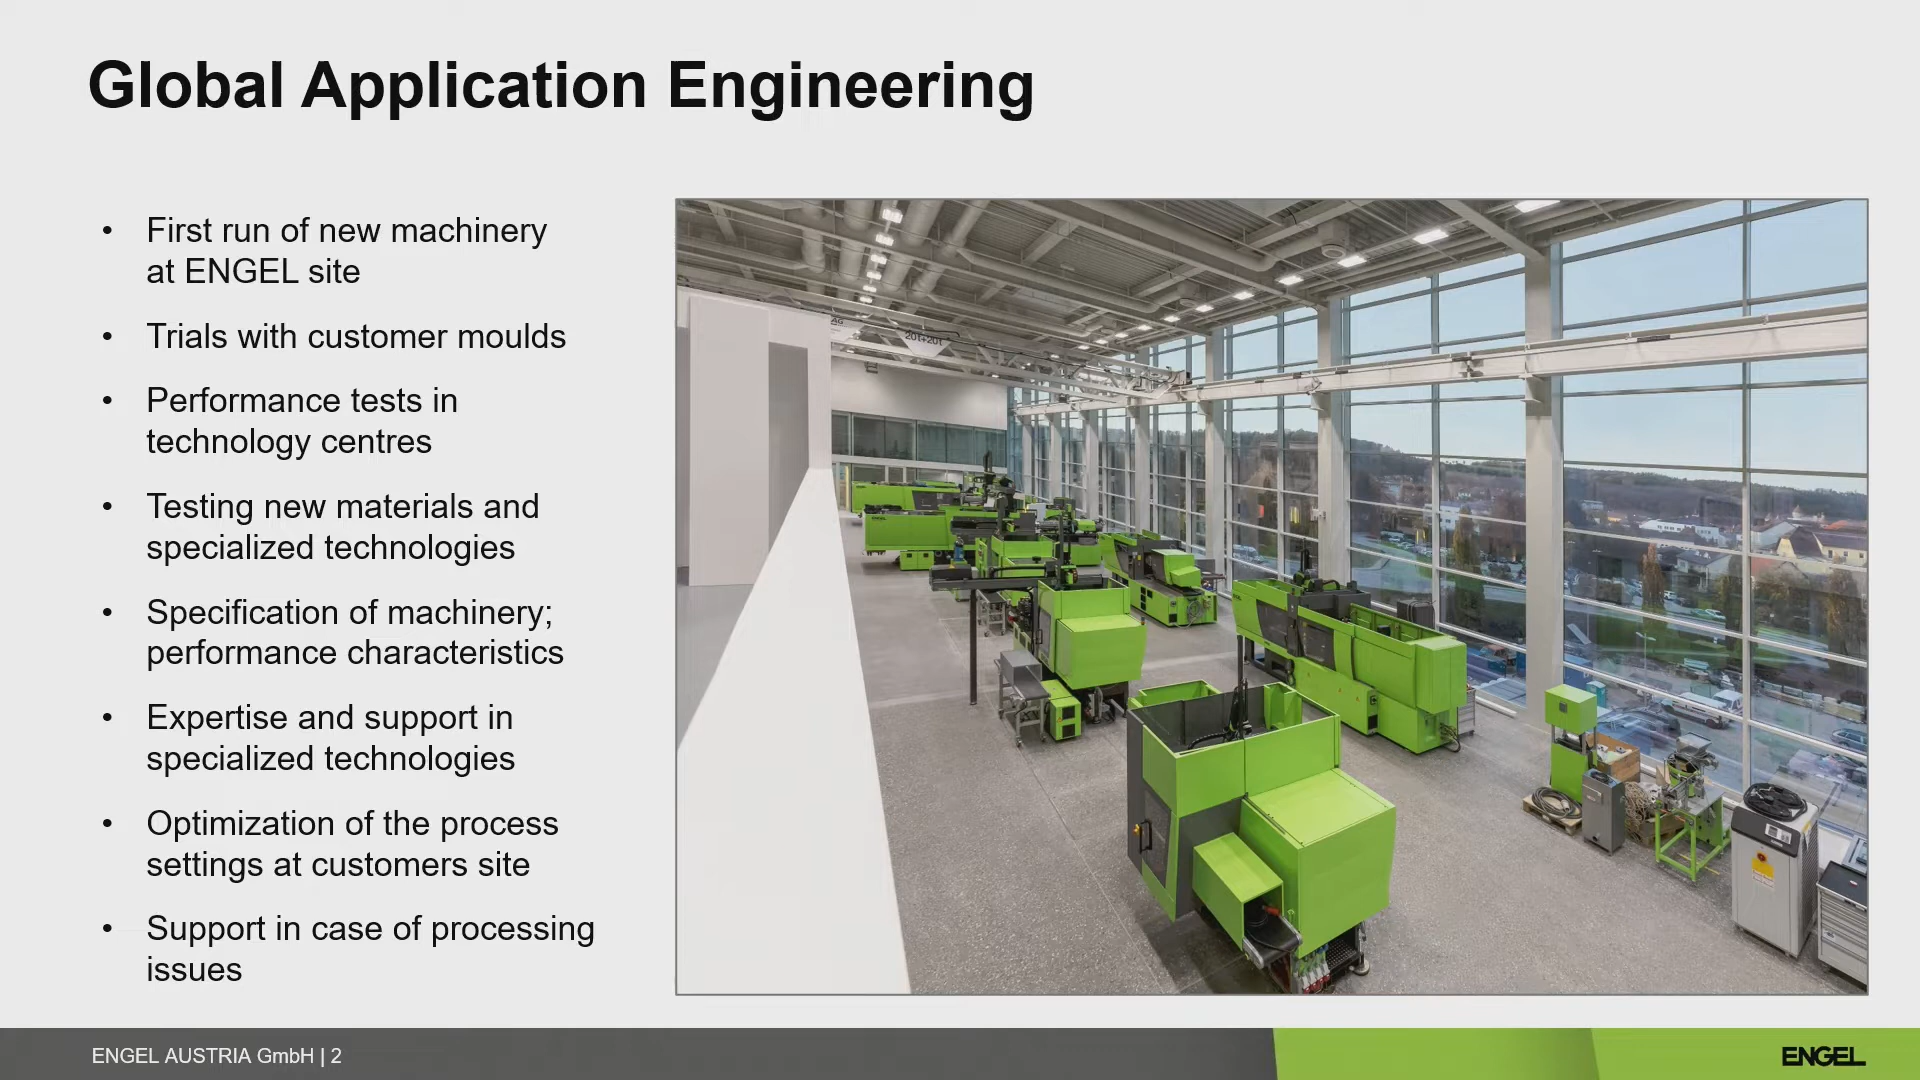 Global Application Engineering
• First run of new machinery
at ENGEL site
• Trials with customer moulds
• Performance tests in
technology centres
• Testing new materials and
specialized technologies
• Specification of machinery;
performance characteristics
• Expertise and support in
specialized technologies
• Optimization of the process
settings at customers site
• Support in case of processing
issues
20t+20t
ENGEL AUSTRIA GmbH | 2
ENGEL